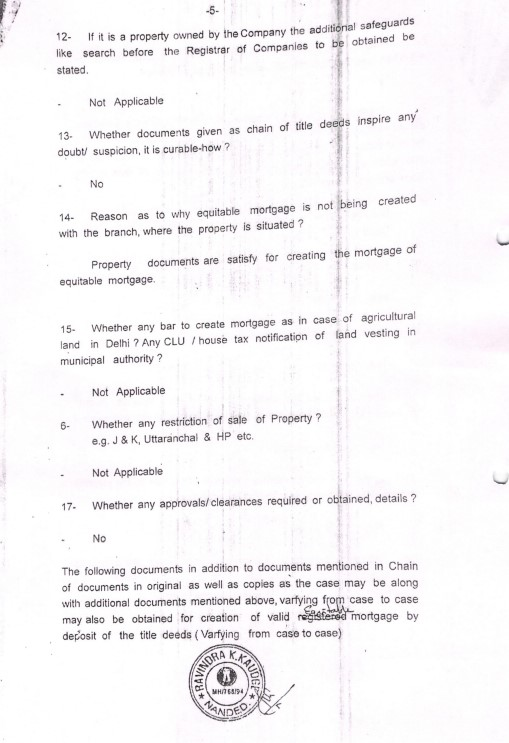 -5-
12- If it is a property owned by the Company the additional safeguards
like search before the Registrar of Companies to be obtained be
stated.
- Not Applicable
13- Whether documents given as chain of title deeds inspire any
doubt/ suspicion, it is curable-how ?
- No
14- Reason as to why equitable mortgage is not being created
with the branch, where the property is situated ?
Property documents are satisfy for creating the mortgage of
equitable mortgage.
15- Whether any bar to create mortgage as in case of agricultural
land in Delhi ? Any CLU / house tax notification of land vesting in
municipal authority ?
- Not Applicable
6- Whether any restriction of sale of Property ?
e.g. J & K, Uttaranchal & HP etc.
- Not Applicable
17- Whether any approvals/clearances required or obtained, details ?
- No
The following documents in addition to documents mentioned in Chain
of documents in original as well as copies as the case may be along
with additional documents mentioned above, varfying from case to case
may also be obtained for creation of valid registered mortgage by
deposit of the title deeds ( Varfying from case to case)
RAVINDRA K.
NANDED